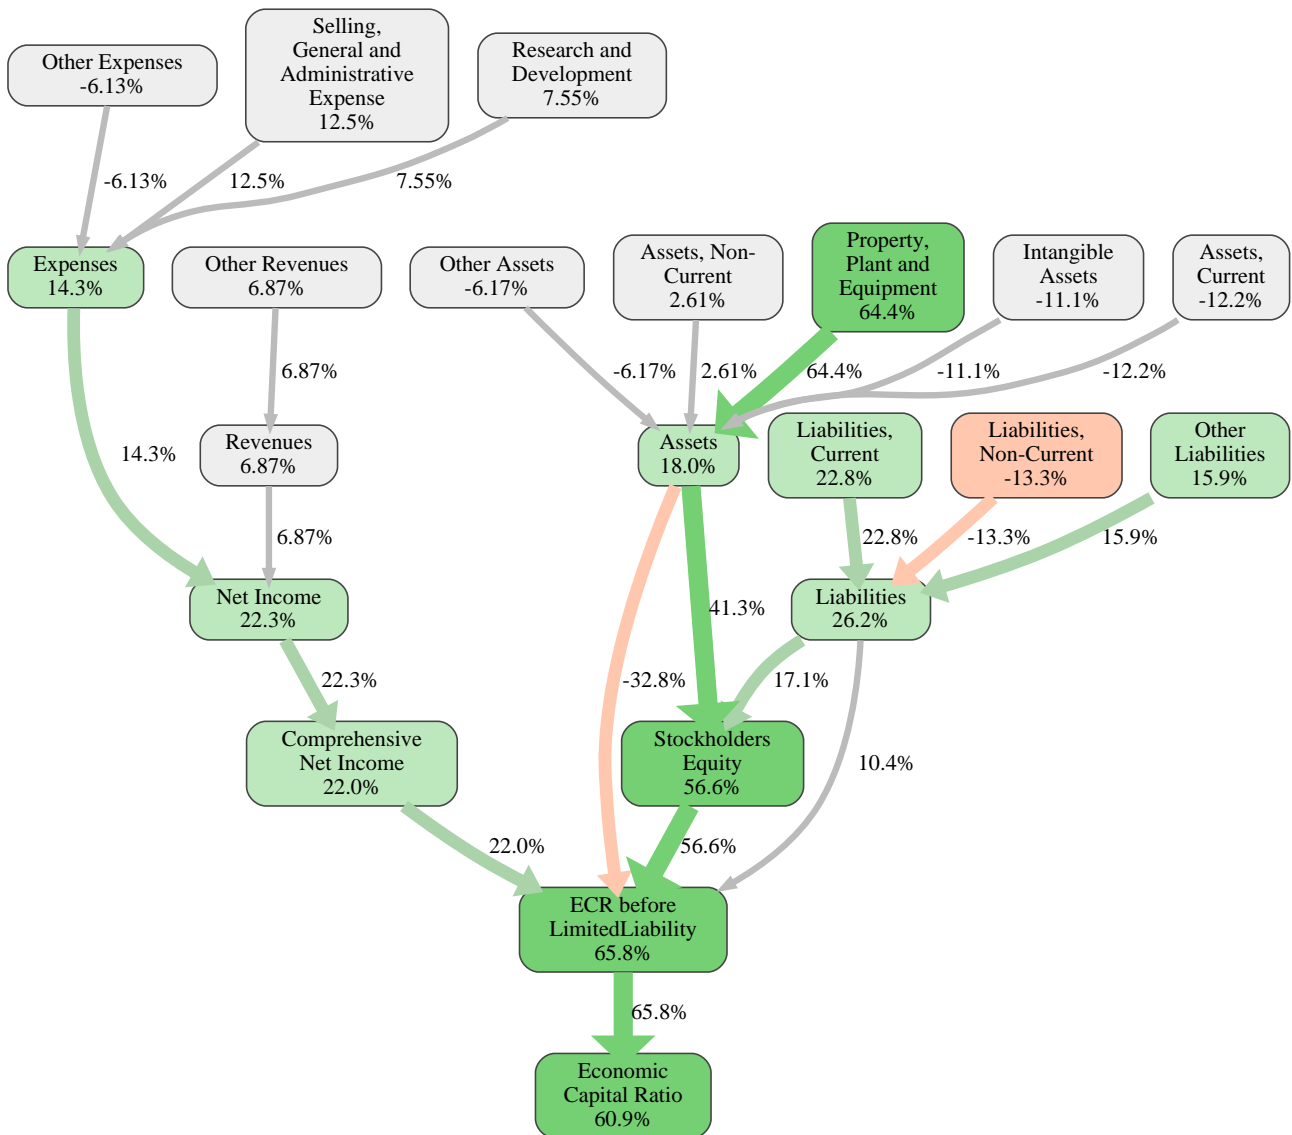 Other Expenses
-6.13%
Selling,
General and
Administrative
Expense
12.5%
Research and
Development
7.55%
-6.13%
12.5%
7.55%
Expenses
14.3%
Other Revenues
6.87%
Other Assets
-6.17%
Assets, Non-
Current
2.61%
Property,
Plant and
Equipment
64.4%
Intangible
Assets
-11.1%
Assets,
Current
-12.2%
6.87%
-6.17%
2.61%
64.4%
-11.1%
-12.2%
14.3%
Revenues
6.87%
Assets
18.0%
Liabilities,
Current
22.8%
Liabilities,
Non-Current
-13.3%
Other
Liabilities
15.9%
6.87%
22.8%
-13.3%
15.9%
Net Income
22.3%
41.3%
Liabilities
26.2%
22.3%
-32.8%
17.1%
Comprehensive
Net Income
22.0%
Stockholders
Equity
56.6%
10.4%
22.0%
56.6%
ECR before
LimitedLiability
65.8%
65.8%
Economic
Capital Ratio
60.9%